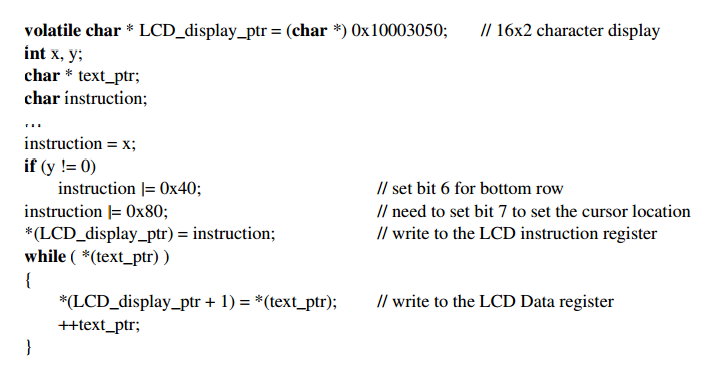 volatile char * LCD_display_ptr = (char *) 0x10003050; // 16x2 character display
int x, y;
char * text_ptr;
char instruction;
...
instruction = x;
if (y != 0)
instruction |= 0x40; // set bit 6 for bottom row
instruction |= 0x80; // need to set bit 7 to set the cursor location
*(LCD_display_ptr) = instruction; // write to the LCD instruction register
while ( *(text_ptr) )
{
*(LCD_display_ptr + 1) = *(text_ptr); // write to the LCD Data register
++text_ptr;
}